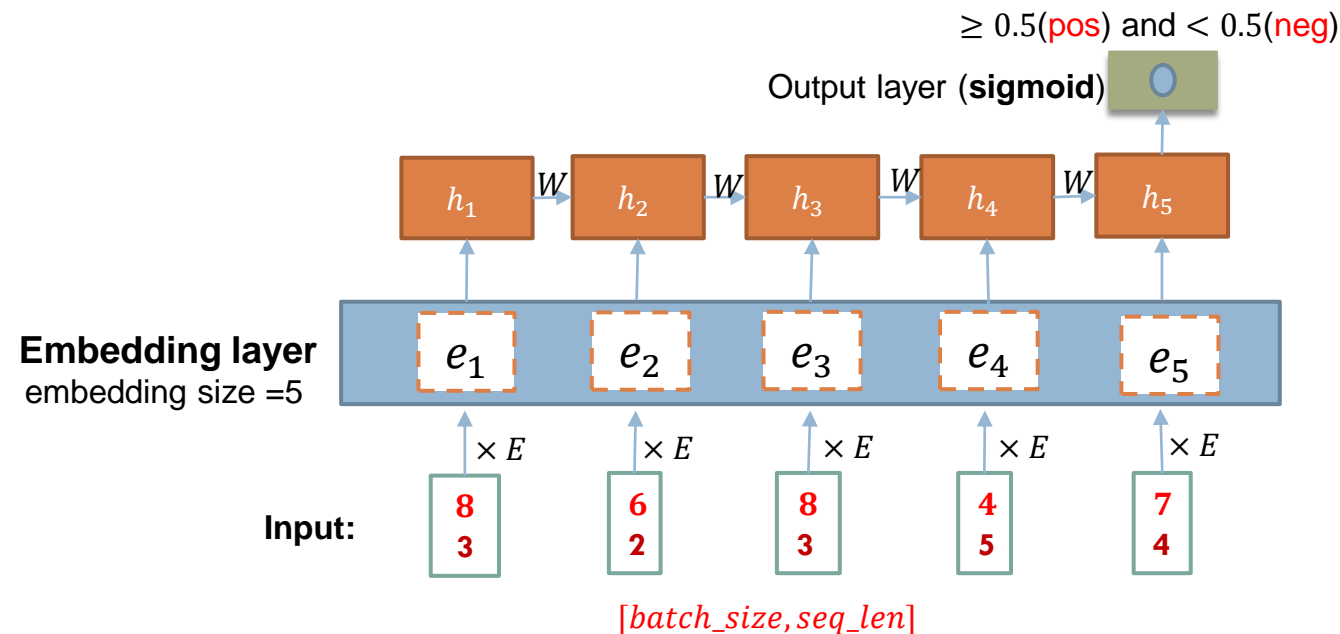 ≥ 0.5(pos) and < 0.5(neg)
Output layer (sigmoid)
W W W W
h₁ h₂ h₃ h₄ h₅
Embedding layer
embedding size =5
e₁ e₂ e₃ e₄ e₅
× E × E × E × E × E
Input:
8 6 8 4 7
3 2 3 5 4
[batch_size, seq_len]